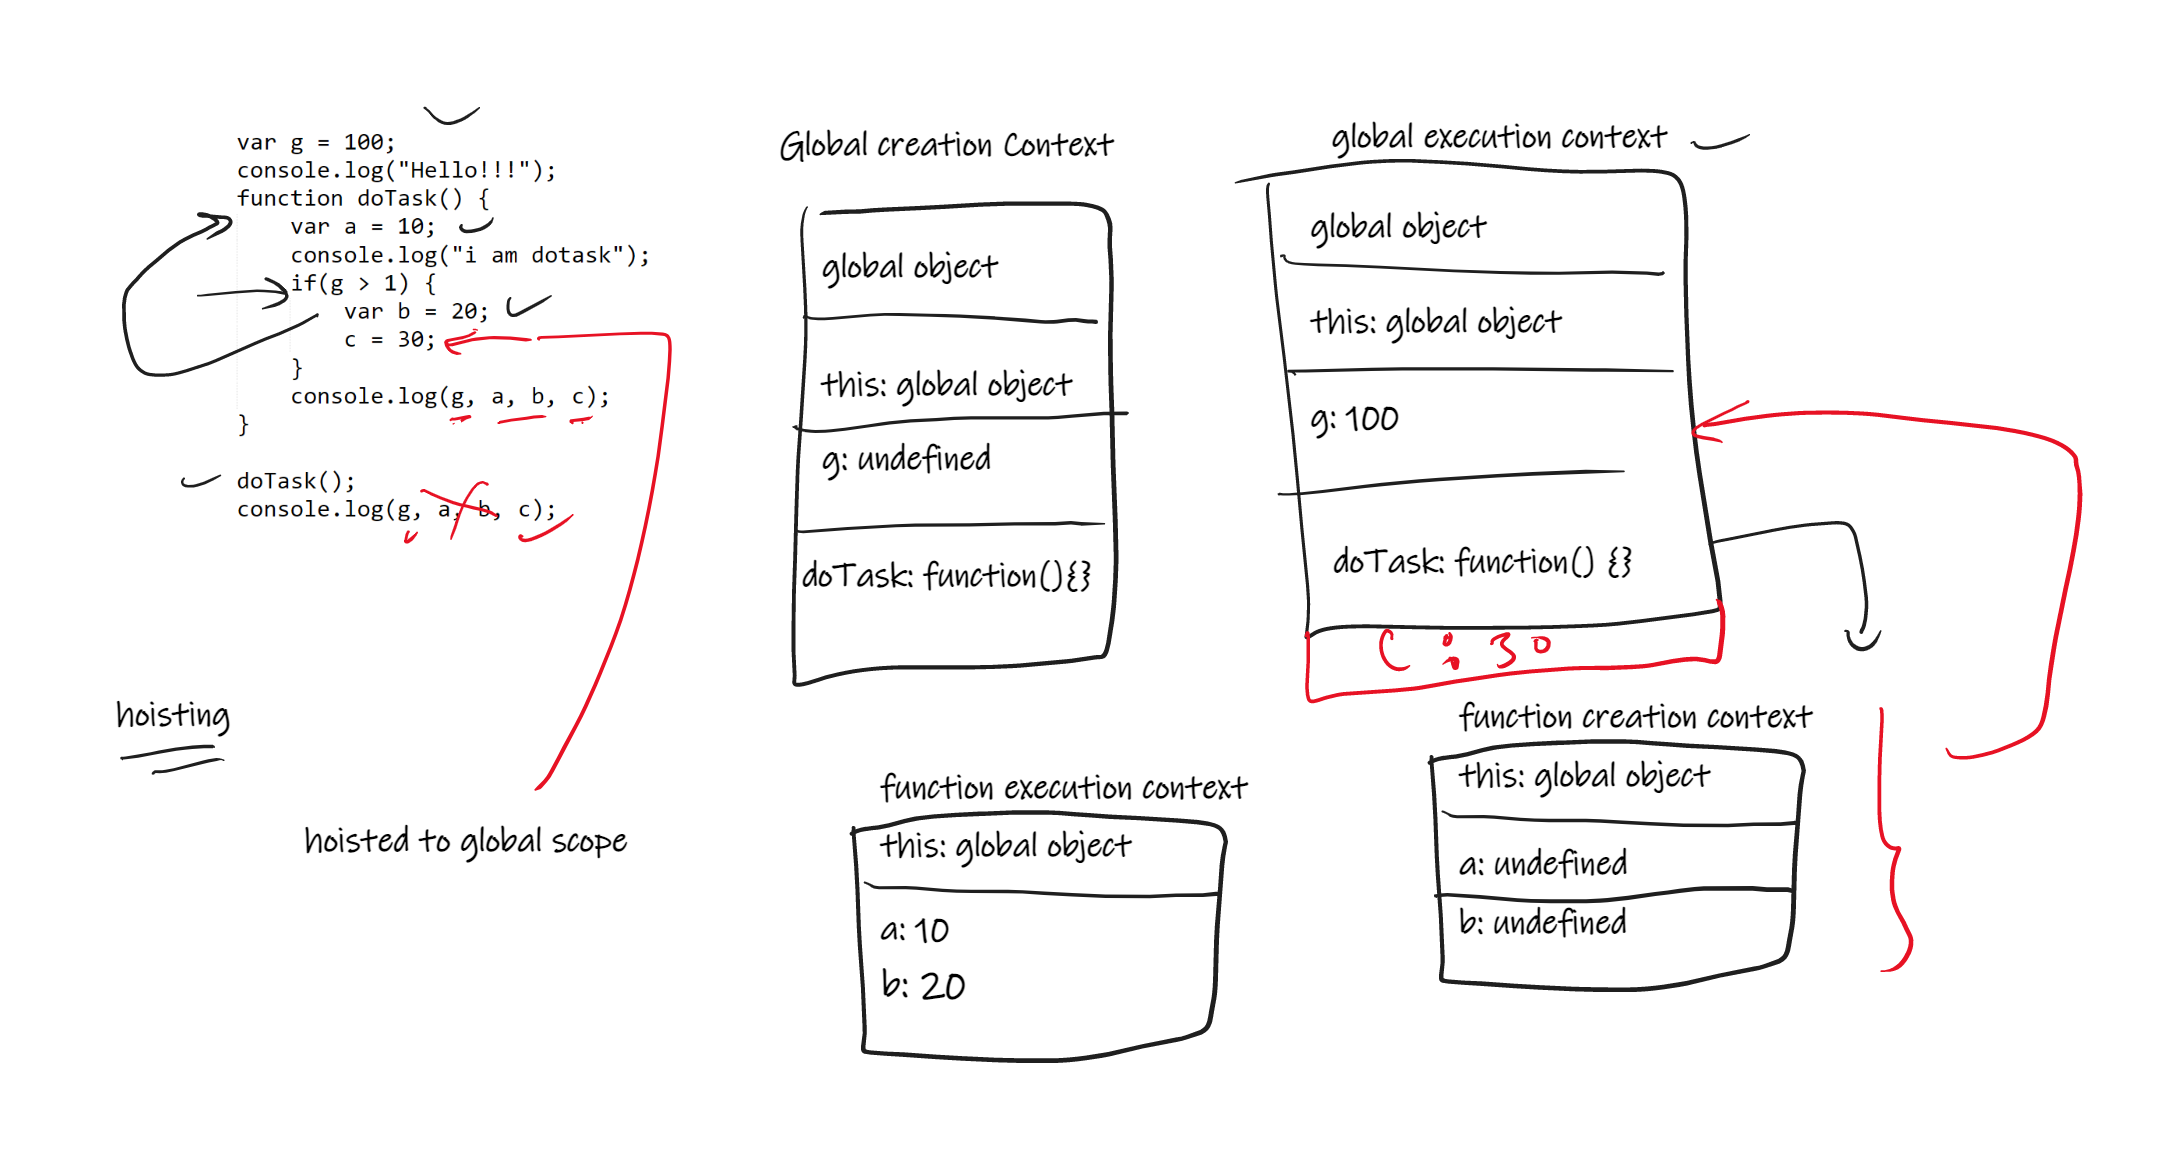 var g = 100;
console.log("Hello!!!");
function doTask() {
    var a = 10;
    console.log("i am dotask");
    if(g > 1) {
        var b = 20;
        c = 30;
    }
    console.log(g, a, b, c);
}
doTask();
console.log(g, a, b, c);
hoisting
hoisted to global scope
Global creation Context
global object
this: global object
g: undefined
doTask: function(){}
global execution context
global object
this: global object
g: 100
doTask: function() {}
C : 30
function execution context
this: global object
a: 10
b: 20
function creation context
this: global object
a: undefined
b: undefined